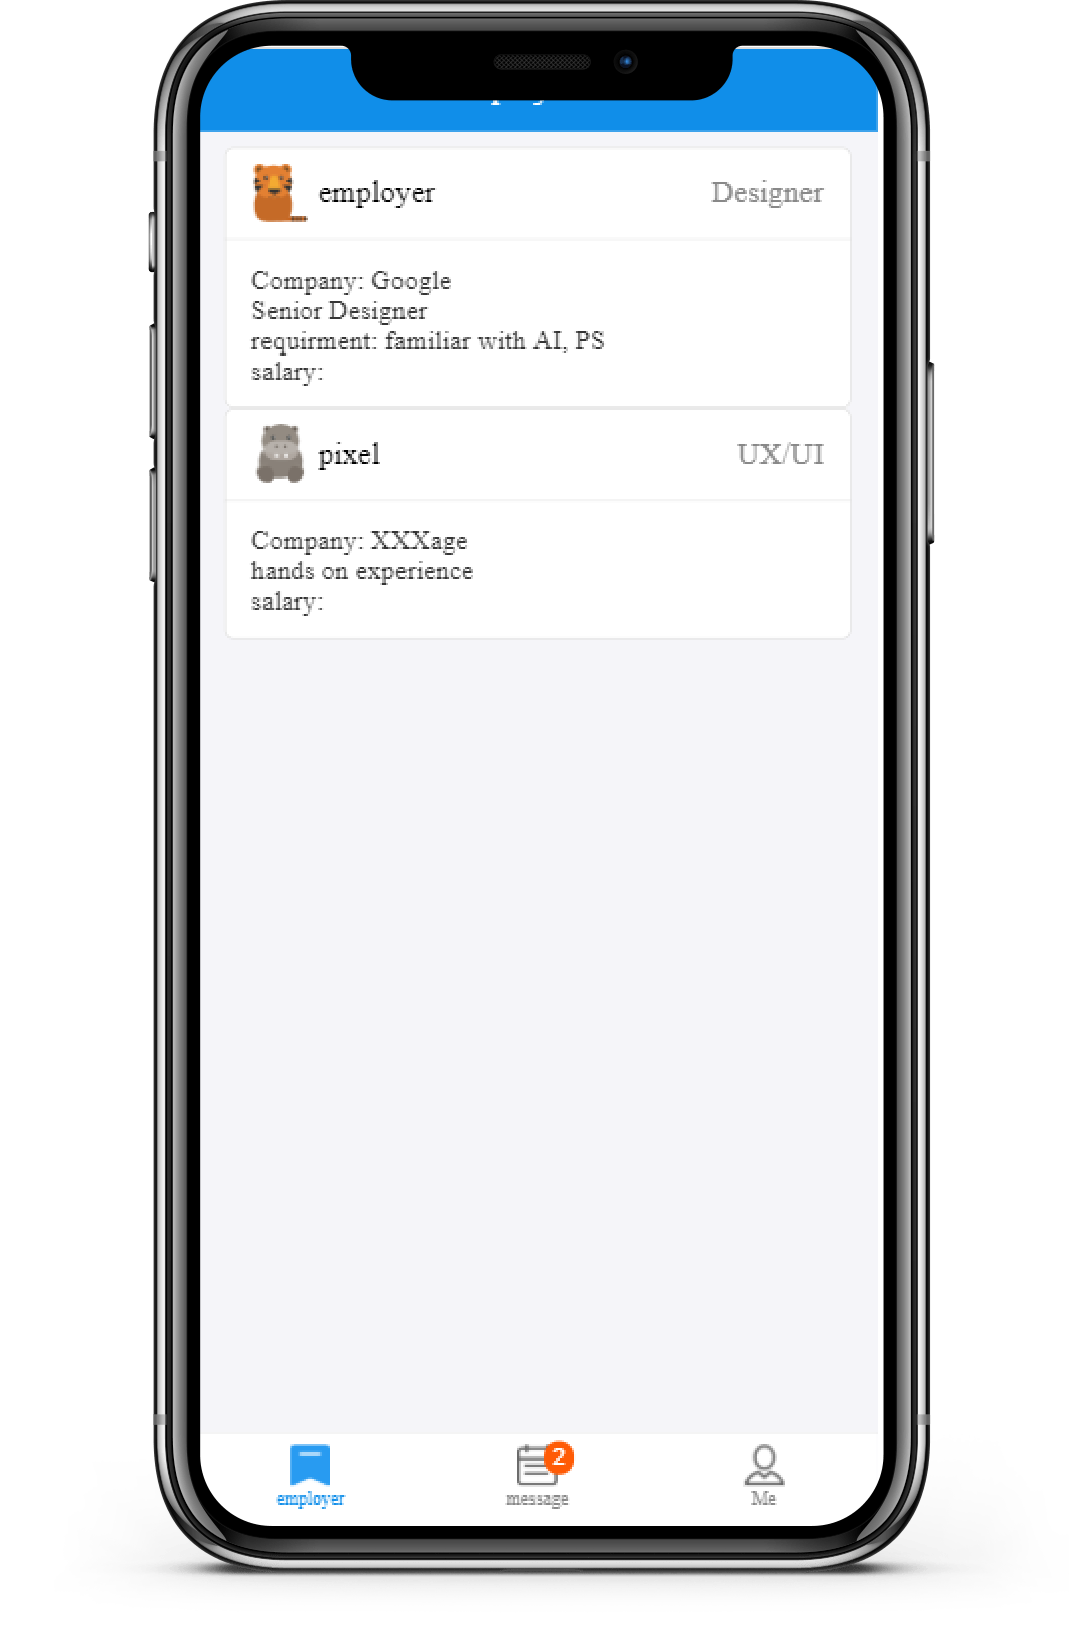 employer
Designer
Company: Google
Senior Designer
requirment: familiar with AI, PS
salary:
pixel
UX/UI
Company: XXXage
hands on experience
salary:
employer
2
message
Me